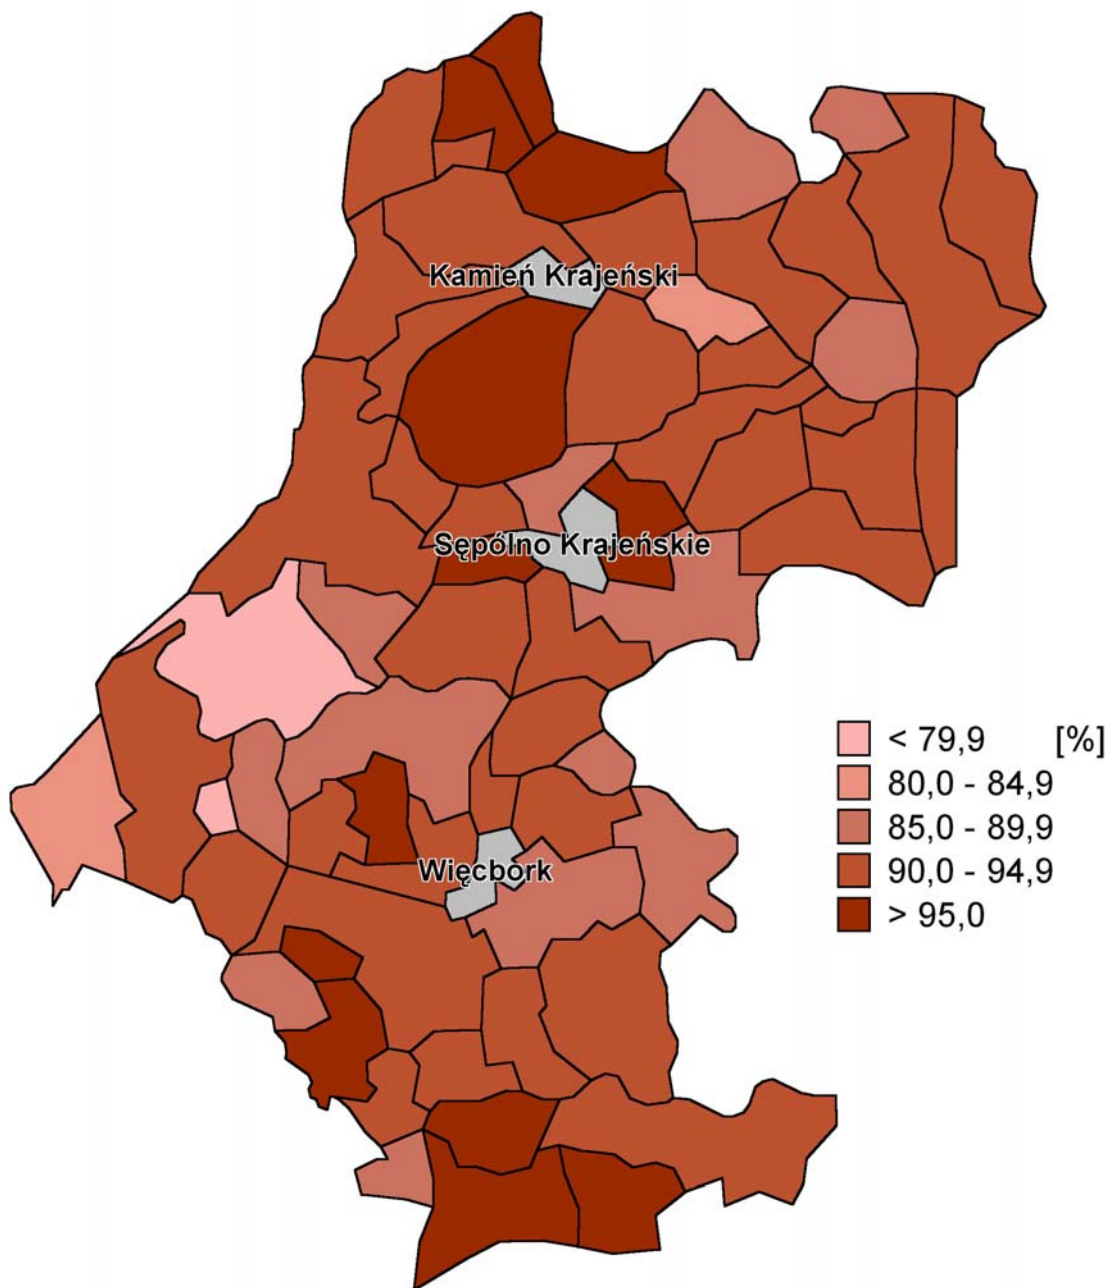 Kamień Krajeński
Sępólno Krajeńskie
Więcbork
< 79,9 [%]
80,0 - 84,9
85,0 - 89,9
90,0 - 94,9
> 95,0